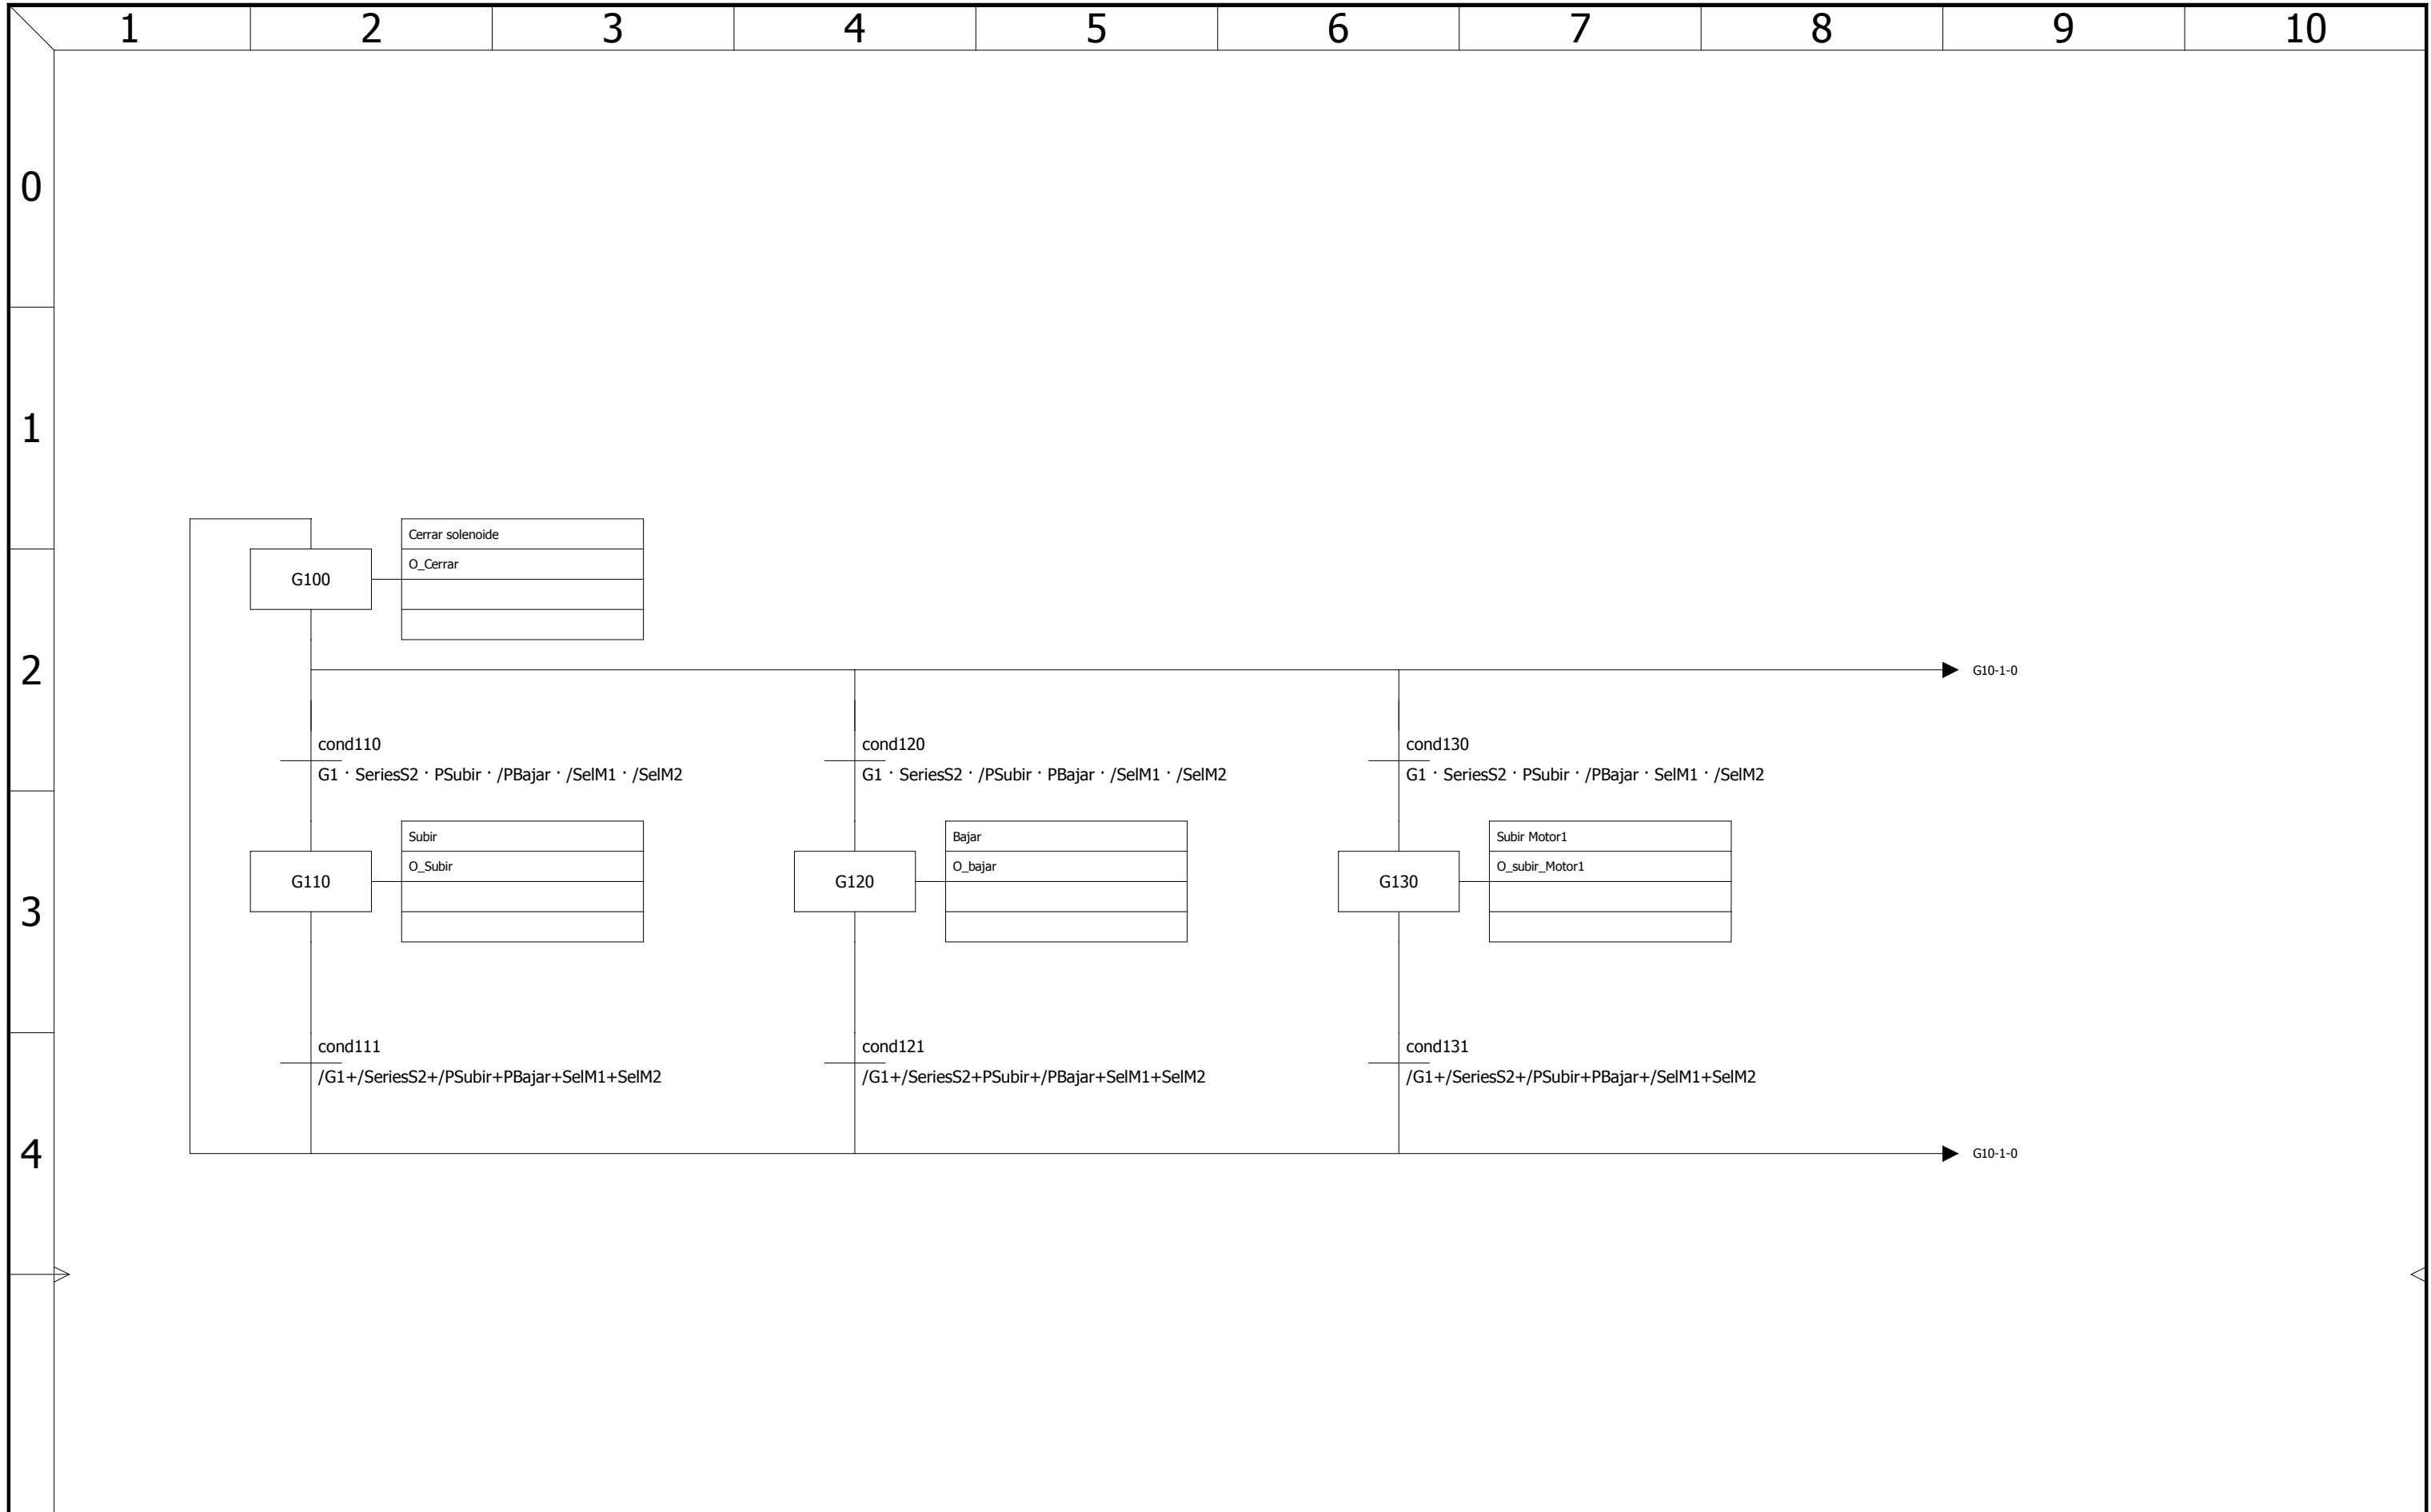 1 2 3 4 5 6 7 8 9 10
0
1
Cerrar solenoide
O_Cerrar
G100
2
G10-1-0
cond110
G1 · SeriesS2 · PSubir · /PBajar · /SelM1 · /SelM2
cond120
G1 · SeriesS2 · /PSubir · PBajar · /SelM1 · /SelM2
cond130
G1 · SeriesS2 · PSubir · /PBajar · SelM1 · /SelM2
Subir
O_Subir
G110
Bajar
O_bajar
G120
Subir Motor1
O_subir_Motor1
G130
3
cond111
/G1+/SeriesS2+/PSubir+PBajar+SelM1+SelM2
cond121
/G1+/SeriesS2+PSubir+/PBajar+SelM1+SelM2
cond131
/G1+/SeriesS2+/PSubir+PBajar+/SelM1+SelM2
4
G10-1-0